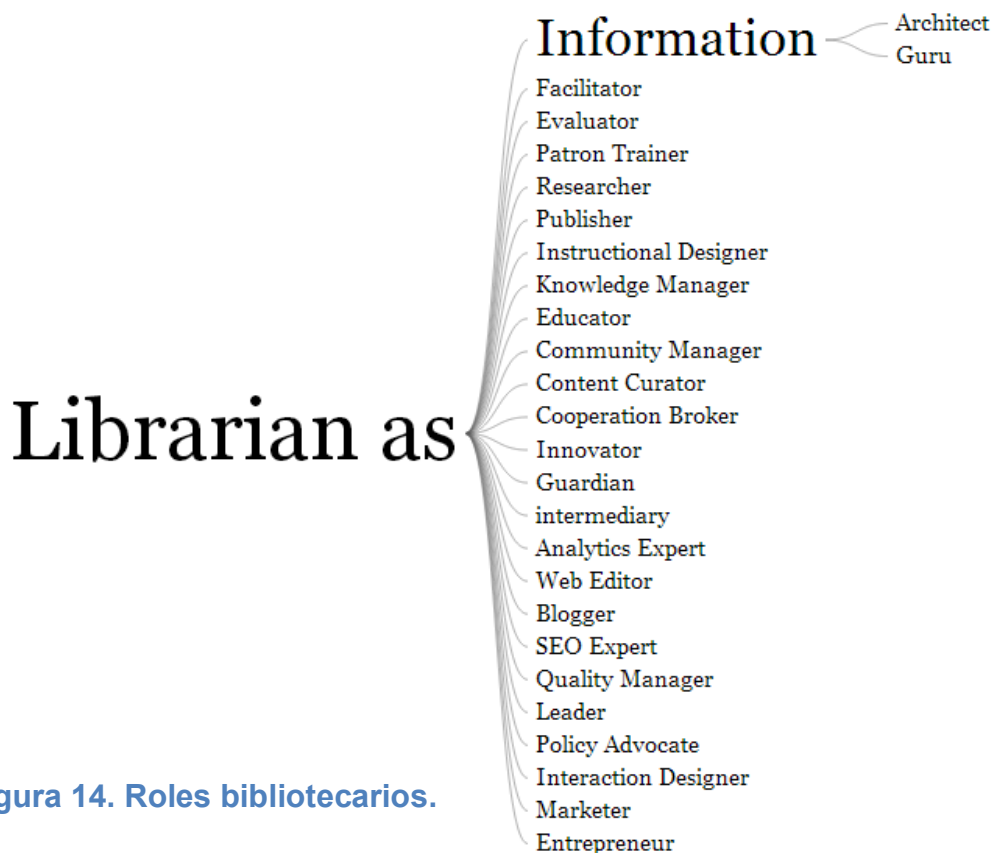 Librarian as
Information
Architect
Guru
Facilitator
Evaluator
Patron Trainer
Researcher
Publisher
Instructional Designer
Knowledge Manager
Educator
Community Manager
Content Curator
Cooperation Broker
Innovator
Guardian
intermediary
Analytics Expert
Web Editor
Blogger
SEO Expert
Quality Manager
Leader
Policy Advocate
Interaction Designer
Marketer
Entrepreneur
gura 14. Roles bibliotecarios.